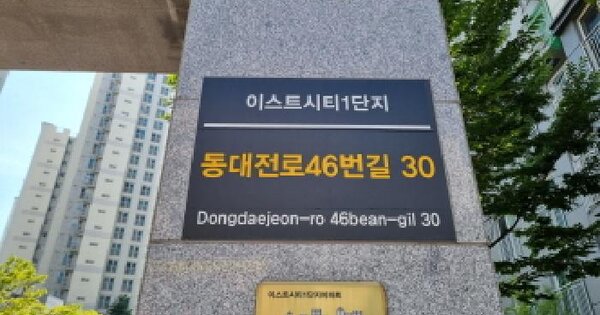 이스트시티1단지
동대전로46번길 30
Dongdaejeon-ro 46bean-gil 30